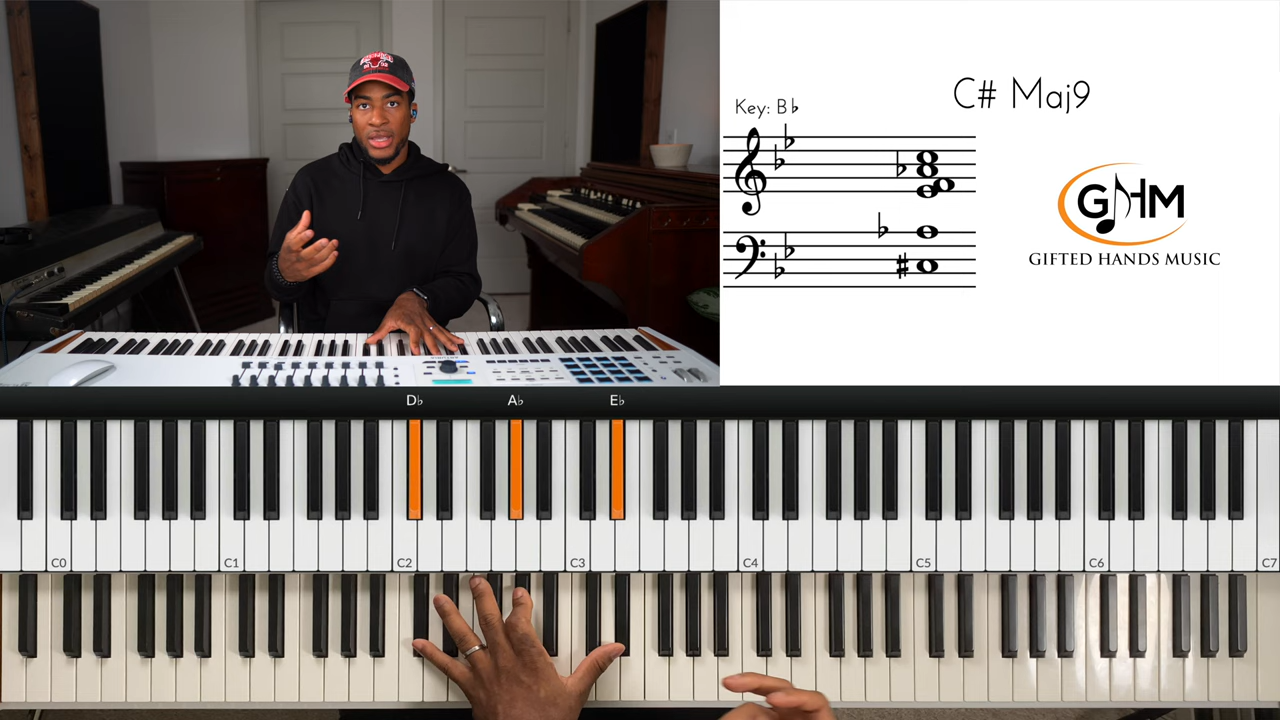 C# Maj9
Key: B♭
GHM
GIFTED HANDS MUSIC
D♭ A♭ E♭
C0 C1 C2 C3 C4 C5 C6 C7